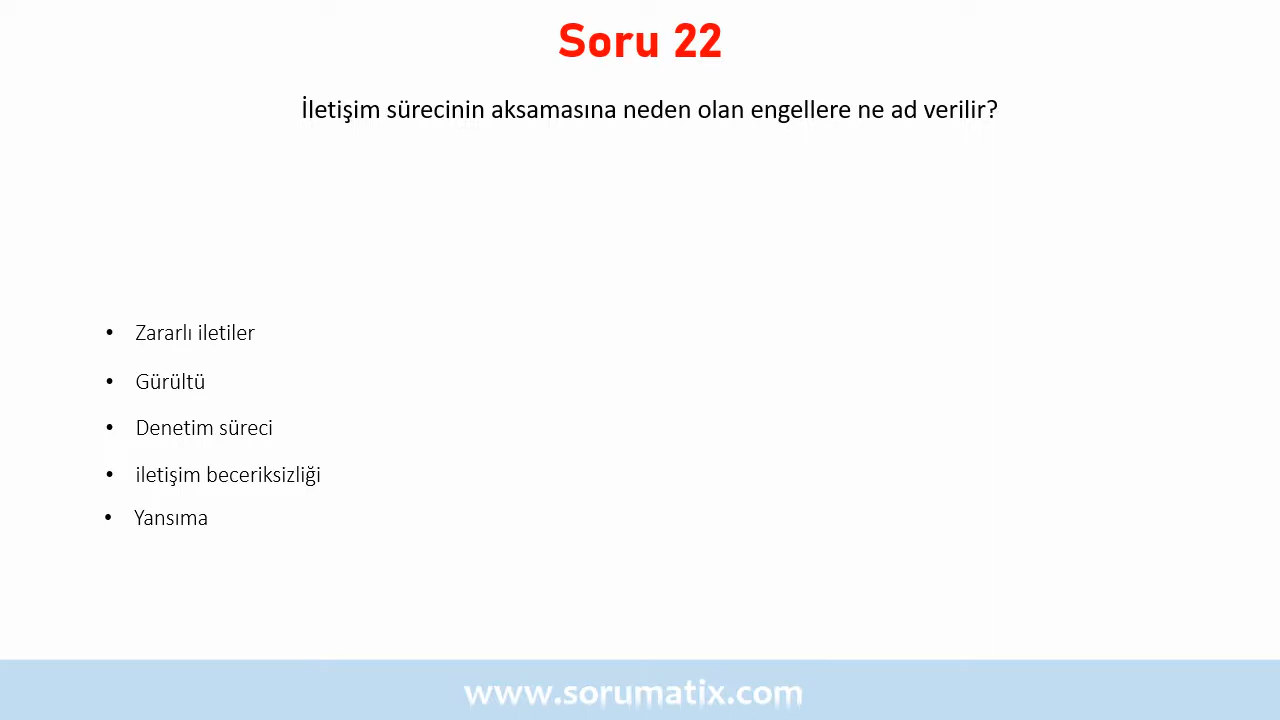 Soru 22
İletişim sürecinin aksamasına neden olan engellere ne ad verilir?
• Zararlı iletiler
• Gürültü
• Denetim süreci
• iletişim beceriksizliği
• Yansıma
www.sorumatix.com